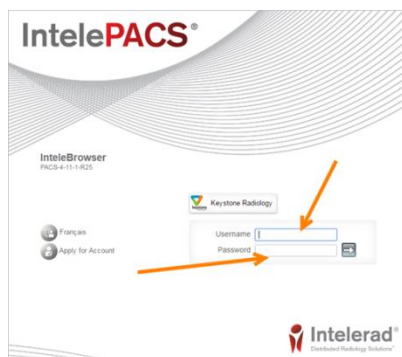 IntelePACS®
InteleBrowser
PACS-4-11-1-R25
Keystone Radiology
Français
Username
Apply for Account
Password
Intelerad®
Distributed Radiology Solutions™